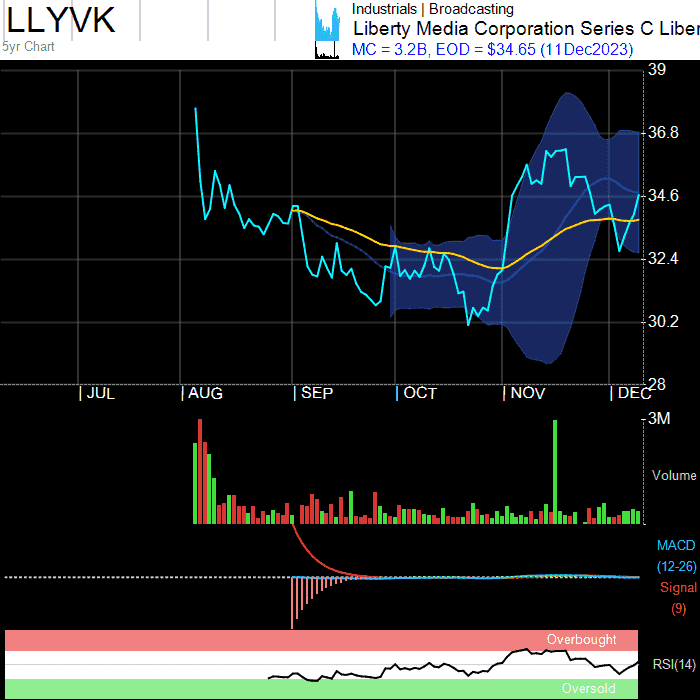 LLYVK
5yr Chart
Industrials | Broadcasting
Liberty Media Corporation Series C Liber
MC = 3.2B, EOD = $34.65 (11Dec2023)
39
36.8
34.6
32.4
30.2
28
| JUL | AUG | SEP | OCT | NOV | DEC
3M
Volume
MACD
(12-26)
Signal
(9)
Overbought
RSI(14)
Oversold